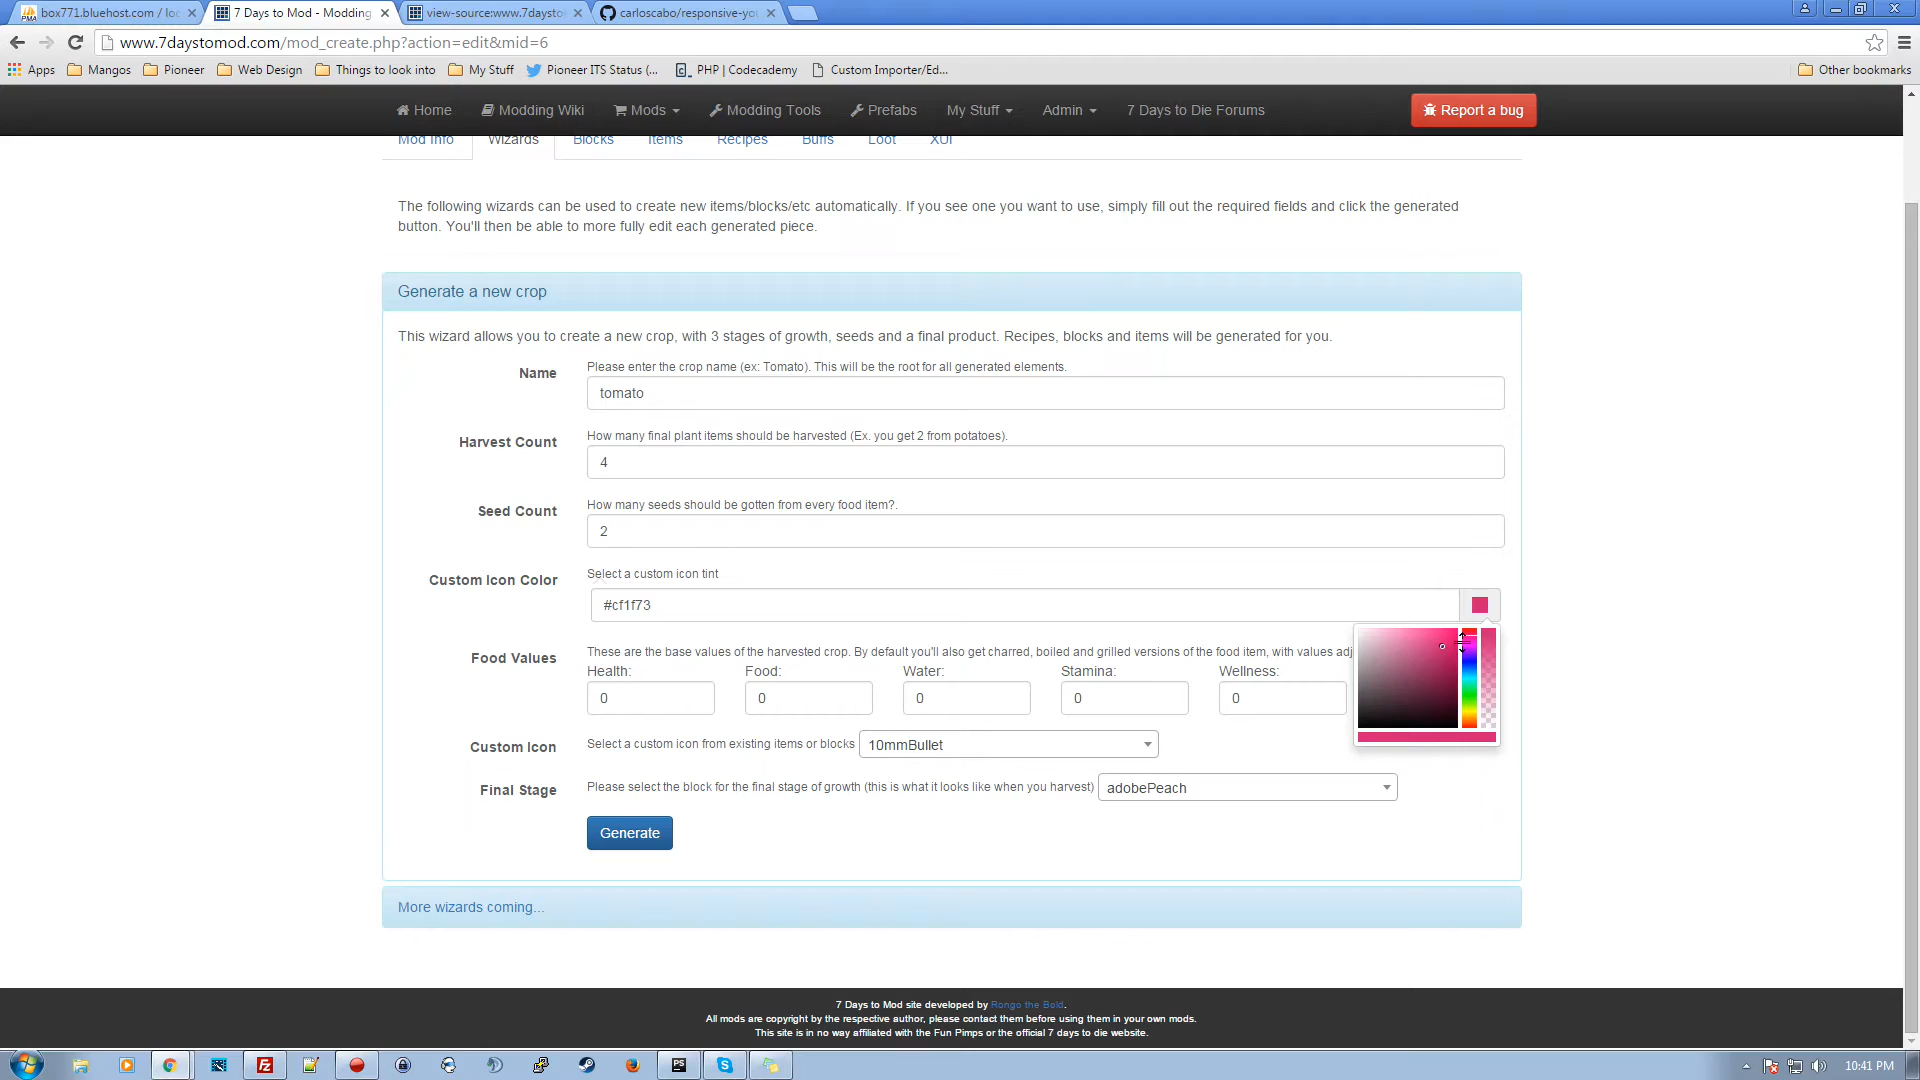 box771.bluehost.com / loc
7 Days to Mod - Modding
view-source:www.7daysto
carloscabo/responsive-you
www.7daystomod.com/mod_create.php?action=edit&mid=6
Apps
Mangos
Pioneer
Web Design
Things to look into
My Stuff
Pioneer ITS Status (...
PHP | Codecademy
Custom Importer/Ed...
Other bookmarks
Home
Modding Wiki
Mods
Modding Tools
Prefabs
My Stuff
Admin
7 Days to Die Forums
Report a bug
Mod Info
Wizards
Blocks
Items
Recipes
Buffs
Loot
XUI
The following wizards can be used to create new items/blocks/etc automatically. If you see one you want to use, simply fill out the required fields and click the generated
button. You'll then be able to more fully edit each generated piece.
Generate a new crop
This wizard allows you to create a new crop, with 3 stages of growth, seeds and a final product. Recipes, blocks and items will be generated for you.
Name
Please enter the crop name (ex: Tomato). This will be the root for all generated elements.
tomato
Harvest Count
How many final plant items should be harvested (Ex. you get 2 from potatoes).
4
Seed Count
How many seeds should be gotten from every food item?.
2
Custom Icon Color
Select a custom icon tint
#cf1f73
Food Values
These are the base values of the harvested crop. By default you'll also get charred, boiled and grilled versions of the food item, with values adj
Health:
Food:
Water:
Stamina:
Wellness:
0
0
0
0
0
Custom Icon
Select a custom icon from existing items or blocks
10mmBullet
Final Stage
Please select the block for the final stage of growth (this is what it looks like when you harvest)
adobePeach
Generate
More wizards coming...
7 Days to Mod site developed by Rongo the Bold.
All mods are copyright by the respective author, please contact them before using them in your own mods.
This site is in no way affiliated with the Fun Pimps or the official 7 days to die website.
10:41 PM